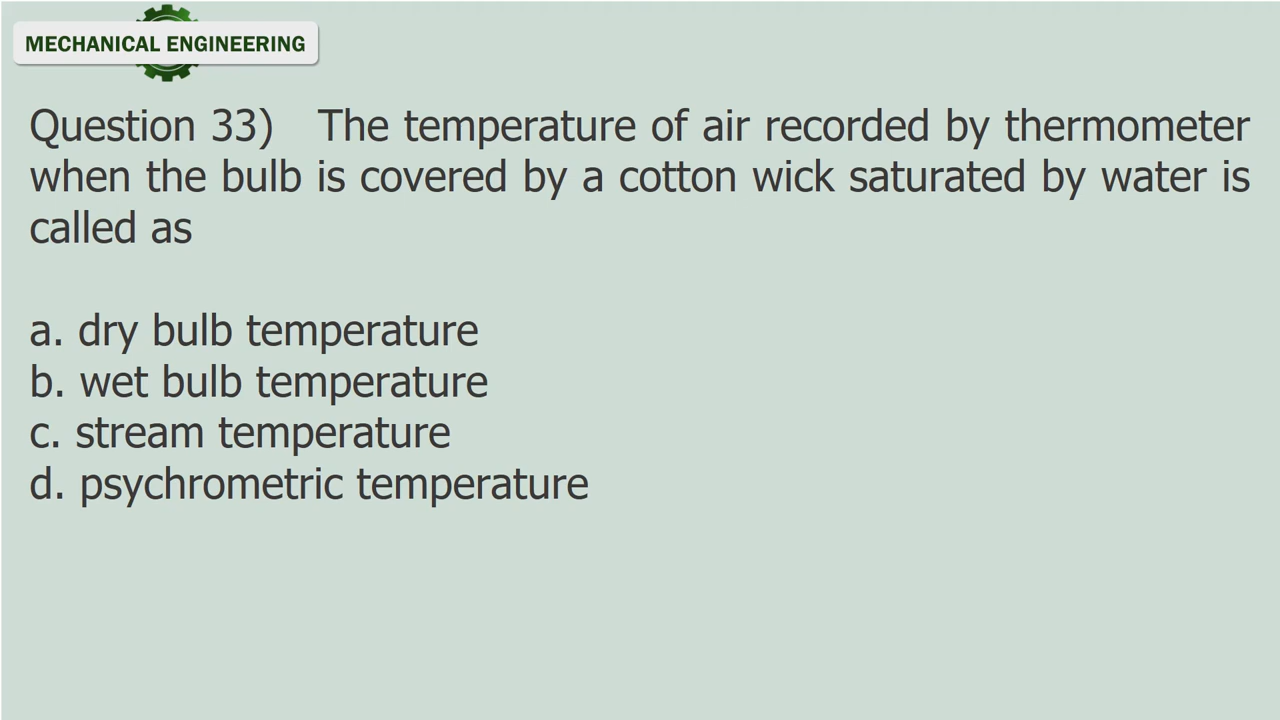 MECHANICAL ENGINEERING
Question 33) The temperature of air recorded by thermometer
when the bulb is covered by a cotton wick saturated by water is
called as
a. dry bulb temperature
b. wet bulb temperature
c. stream temperature
d. psychrometric temperature